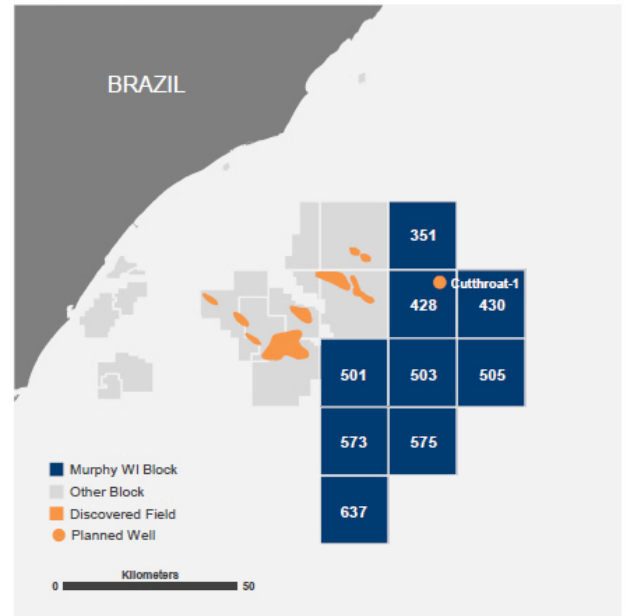 BRAZIL
351
Cutthroat-1
428
430
501
503
505
573
575
637
Murphy WI Block
Other Block
Discovered Field
Planned Well
Kilometers
0
50